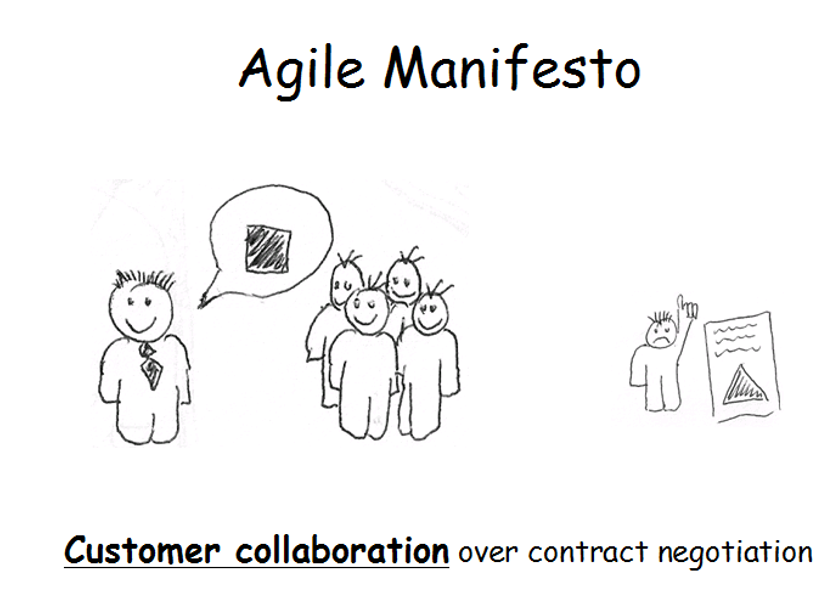 Agile Manifesto
Customer collaboration over contract negotiation